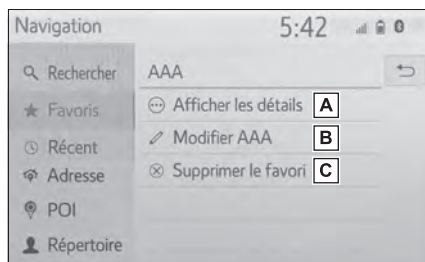 Navigation 5:42
Rechercher
Favoris
Récent
Adresse
POI
Répertoire
AAA
Afficher les détails A
Modifier AAA B
Supprimer le favori C